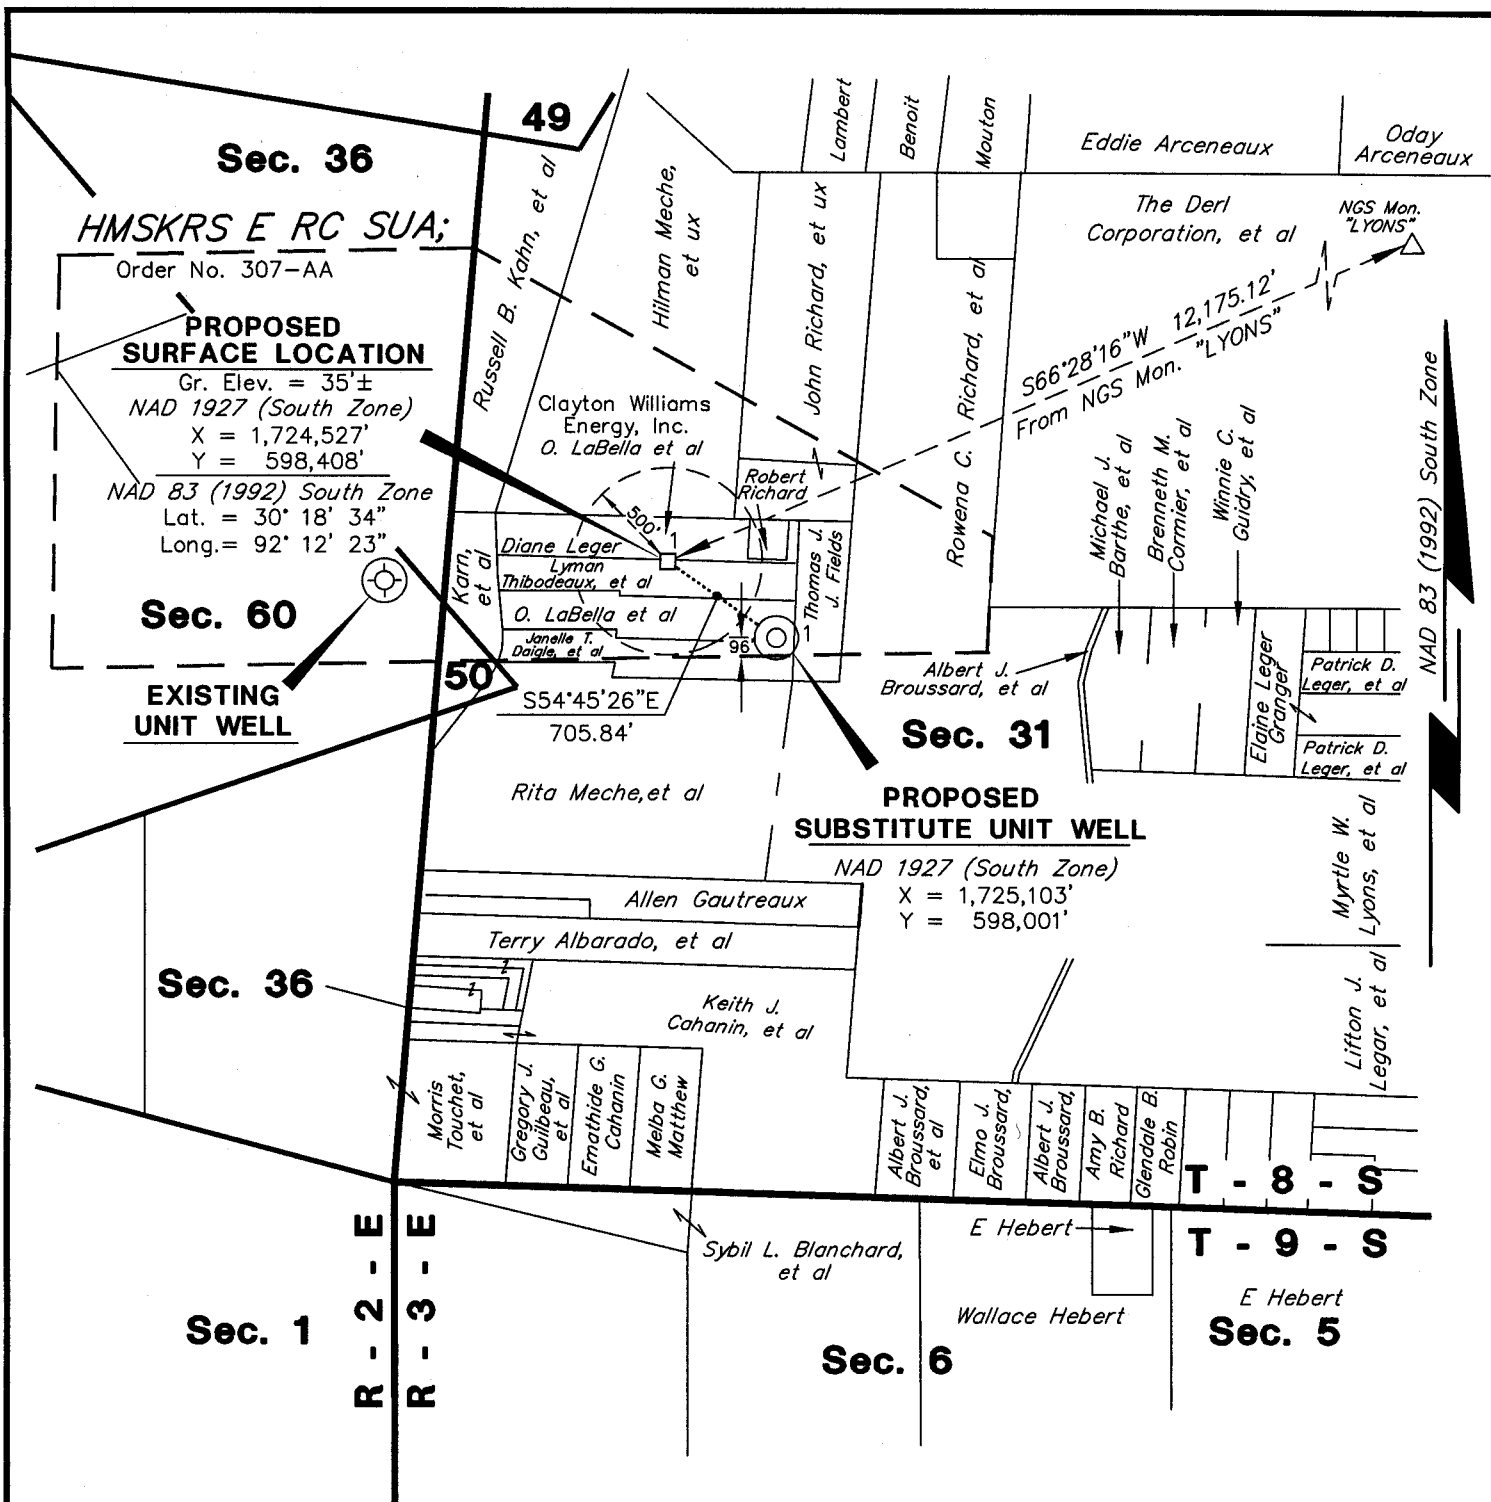 49
Sec. 36
HMSKRS E RC SUA;
Order No. 307-AA
PROPOSED
SURFACE LOCATION
Gr. Elev. = 35'±
NAD 1927 (South Zone)
X = 1,724,527'
Y = 598,408'
NAD 83 (1992) South Zone
Lat. = 30° 18' 34"
Long.= 92° 12' 23"
Sec. 60
EXISTING
UNIT WELL
50
Russell B. Kahn, et al
Hilman Meche,
et ux
Lambert
Benoit
Mouton
Eddie Arceneaux
Oday
Arceneaux
John Richard, et ux
Rowena C. Richard, et al
The Derl
Corporation, et al
NGS Mon.
"LYONS"
S66°28'16"W 12,175.12'
From NGS Mon. "LYONS"
Clayton Williams
Energy, Inc.
O. LaBella et al
Robert
Richard
500'
1
Diane Leger
Lyman
Thibodeaux, et al
O. LaBella et al
Janelle T.
Daigle, et al
Karn,
et al
Thomas J.
J. Fields
1
96'
S54°45'26"E
705.84'
Michael J.
Barthe, et al
Brenneth M.
Cormier, et al
Winnie C.
Guidry, et al
NAD 83 (1992) South Zone
Albert J.
Broussard, et al
Elaine Leger
Granger
Patrick D.
Leger, et al
Patrick D.
Leger, et al
Sec. 31
Rita Meche, et al
PROPOSED
SUBSTITUTE UNIT WELL
NAD 1927 (South Zone)
X = 1,725,103'
Y = 598,001'
Myrtle W.
Lyons, et al
Lifton J.
Legar, et al
Allen Gautreaux
Terry Albarado, et al
Sec. 36
Keith J.
Cahanin, et al
Morris
Touchet,
et al
Gregory J.
Guilbeau,
et al
Emathide G.
Cahanin
Melba G.
Matthew
Albert J.
Broussard,
et al
Elmo J.
Broussard,
Albert J.
Broussard,
Amy B.
Richard
Glendale B.
Robin
T - 8 - S
T - 9 - S
R - 2 - E
R - 3 - E
Sybil L. Blanchard,
et al
E Hebert
Wallace Hebert
E Hebert
Sec. 1
Sec. 6
Sec. 5